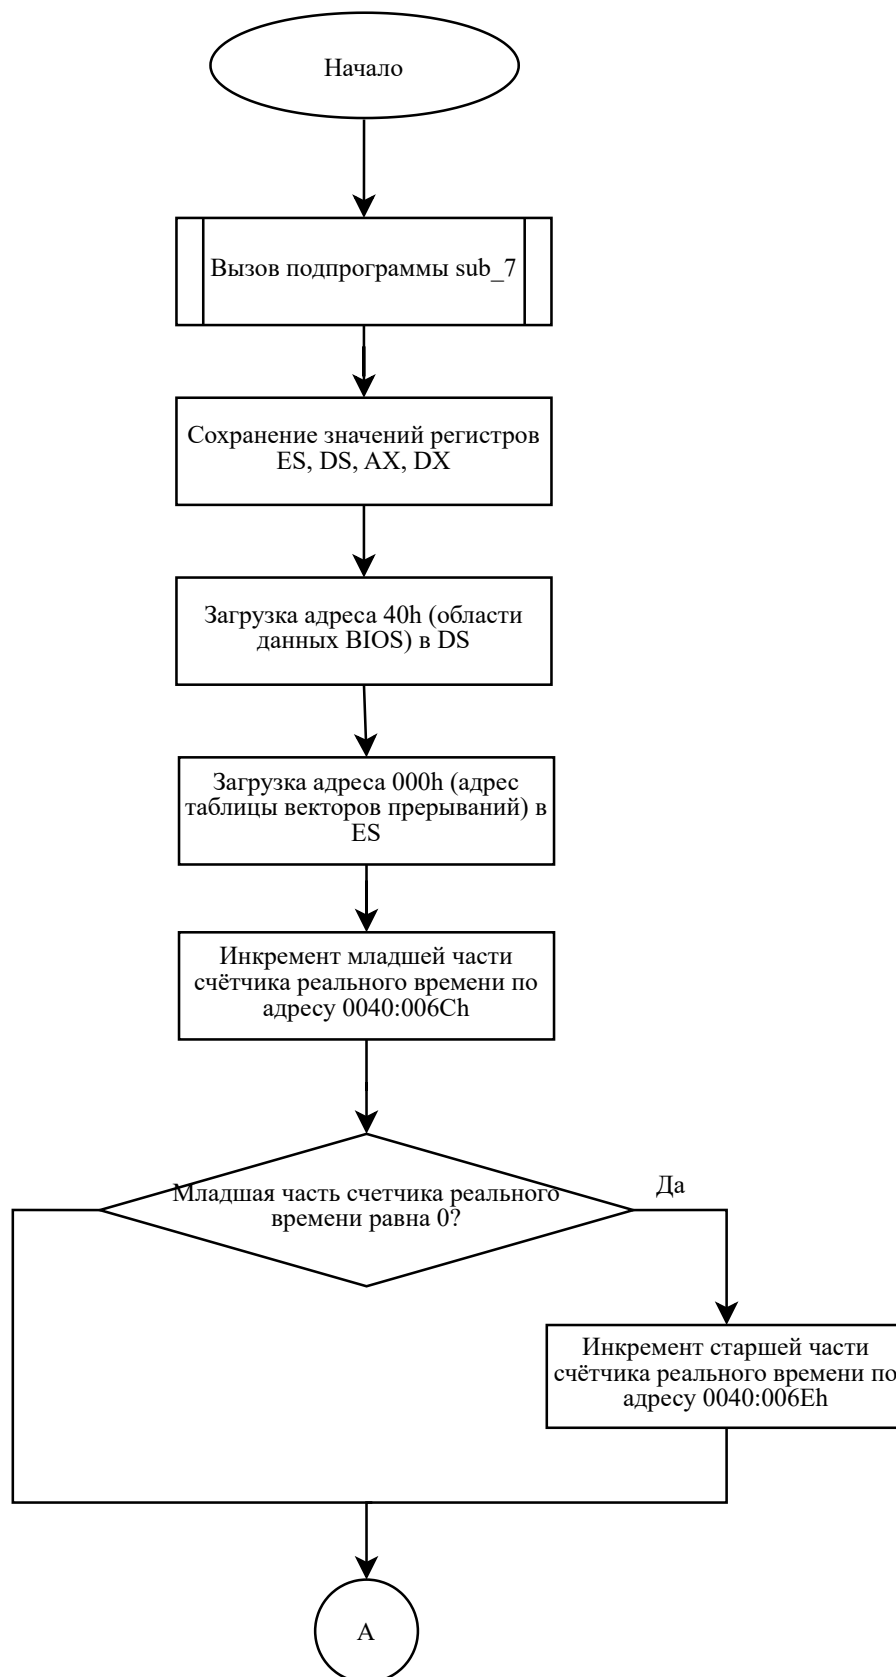 Начало
Вызов подпрограммы sub_7
Сохранение значений регистров
ES, DS, AX, DX
Загрузка адреса 40h (области
данных BIOS) в DS
Загрузка адреса 000h (адрес
таблицы векторов прерываний) в
ES
Инкремент младшей части
счётчика реального времени по
адресу 0040:006Ch
Младшая часть счетчика реального
времени равна 0?
Да
Инкремент старшей части
счётчика реального времени по
адресу 0040:006Eh
А